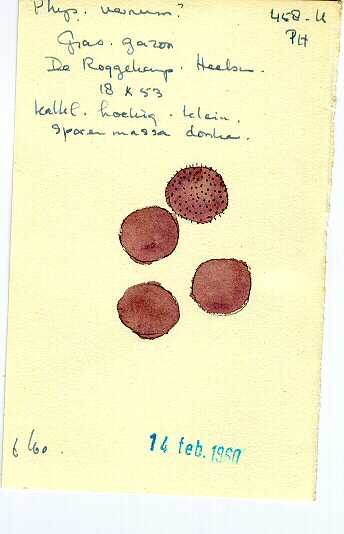 Phys. vernum?
458-U
PH
Gras. gazon
De Roggekamp. Heelsum.
18 X 53
Kalkl. hoekig. klein.
Sporenmassa donker.
6/60.
14 feb. 1960